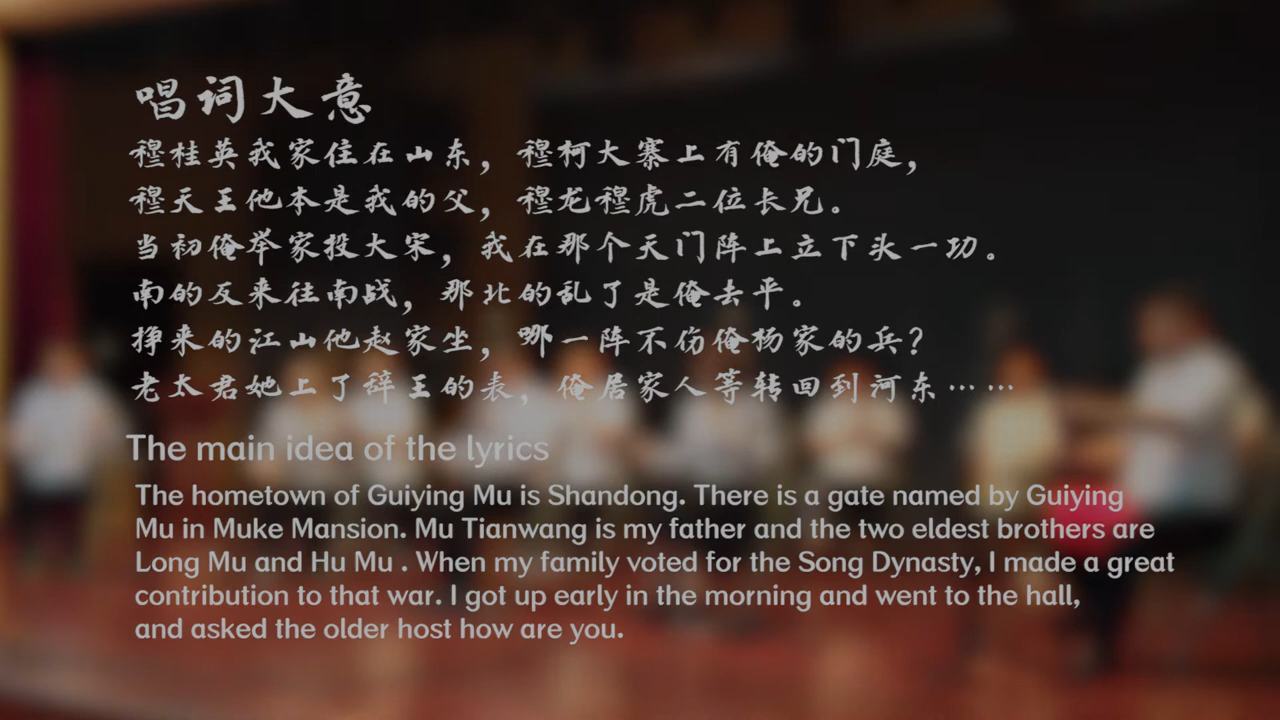 唱词大意
穆桂英我家住在山东，穆柯大寨上有俺的门庭，
穆天王他本是我的父，穆龙穆虎二位长兄。
当初俺举家投大宋，我在那个天门阵上立下头一功。
南的反来往南战，那北的乱了是俺去平。
挣来的江山他赵家坐，哪一阵不伤俺杨家的兵？
老太君她上了辞王的表，俺居家人等转回到河东……
The main idea of the lyrics
The hometown of Guiying Mu is Shandong. There is a gate named by Guiying
Mu in Muke Mansion. Mu Tianwang is my father and the two eldest brothers are
Long Mu and Hu Mu . When my family voted for the Song Dynasty, I made a great
contribution to that war. I got up early in the morning and went to the hall,
and asked the older host how are you.